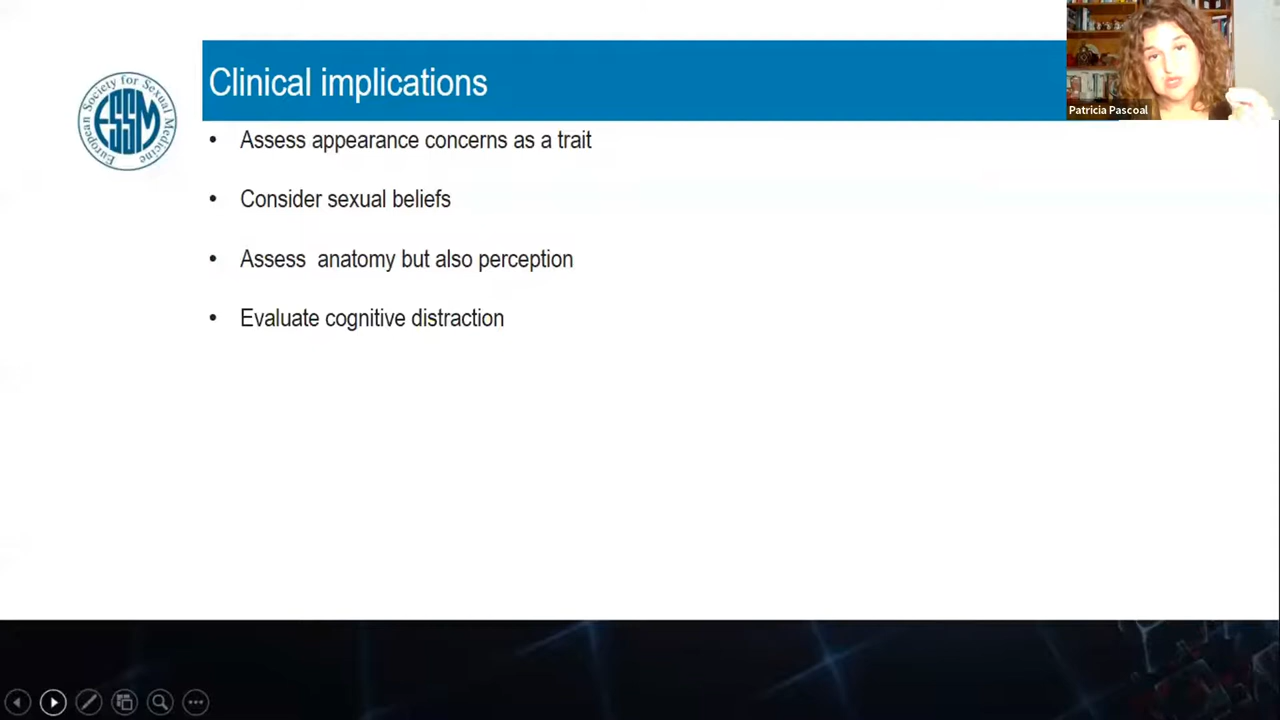 Clinical implications
Patricia Pascoal
European Society for Sexual Medicine
ESSM
• Assess appearance concerns as a trait
• Consider sexual beliefs
• Assess  anatomy but also perception
• Evaluate cognitive distraction